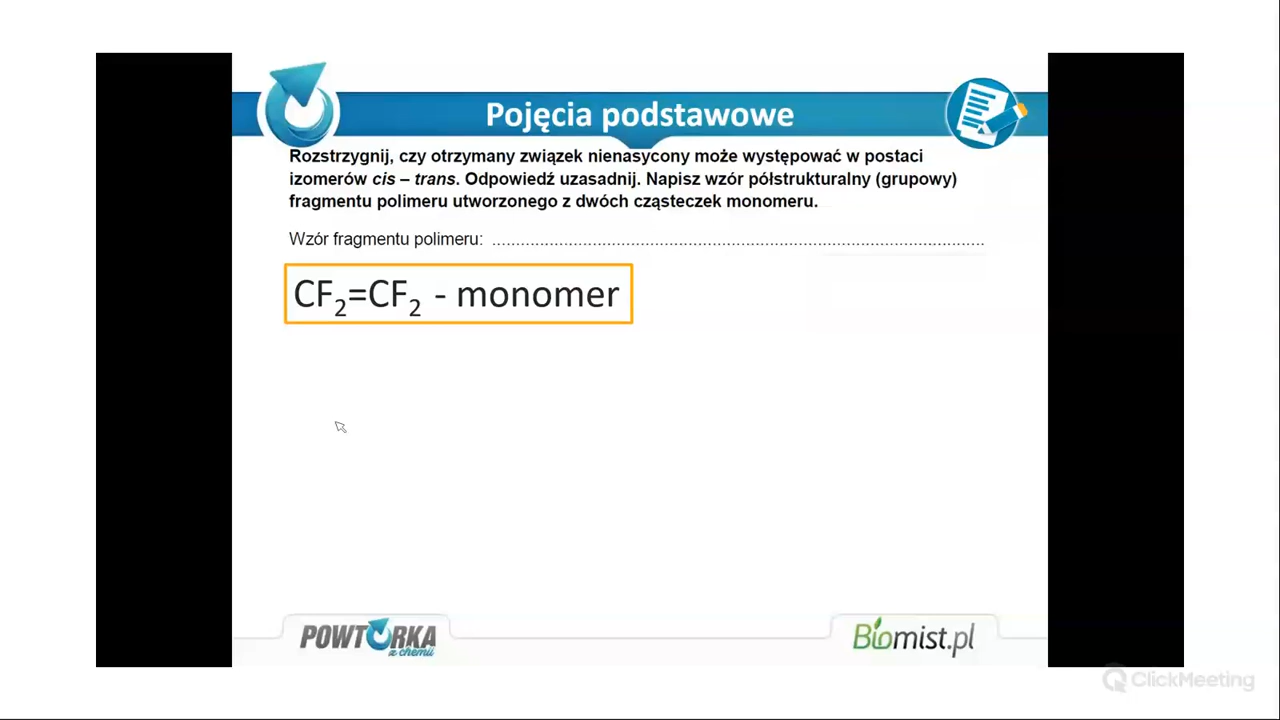 Pojęcia podstawowe
Rozstrzygnij, czy otrzymany związek nienasycony może występować w postaci
izomerów cis – trans. Odpowiedź uzasadnij. Napisz wzór półstrukturalny (grupowy)
fragmentu polimeru utworzonego z dwóch cząsteczek monomeru.
Wzór fragmentu polimeru: ....................................................................................................
CF₂=CF₂ - monomer
POWTÓRKA
z chemii
Biomist.pl
ClickMeeting